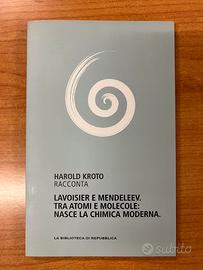 HAROLD KROTO
RACCONTA
LAVOISIER E MENDELEEV.
TRA ATOMI E MOLECOLE:
NASCE LA CHIMICA MODERNA.
LA BIBLIOTECA DI REPUBBLICA
subito